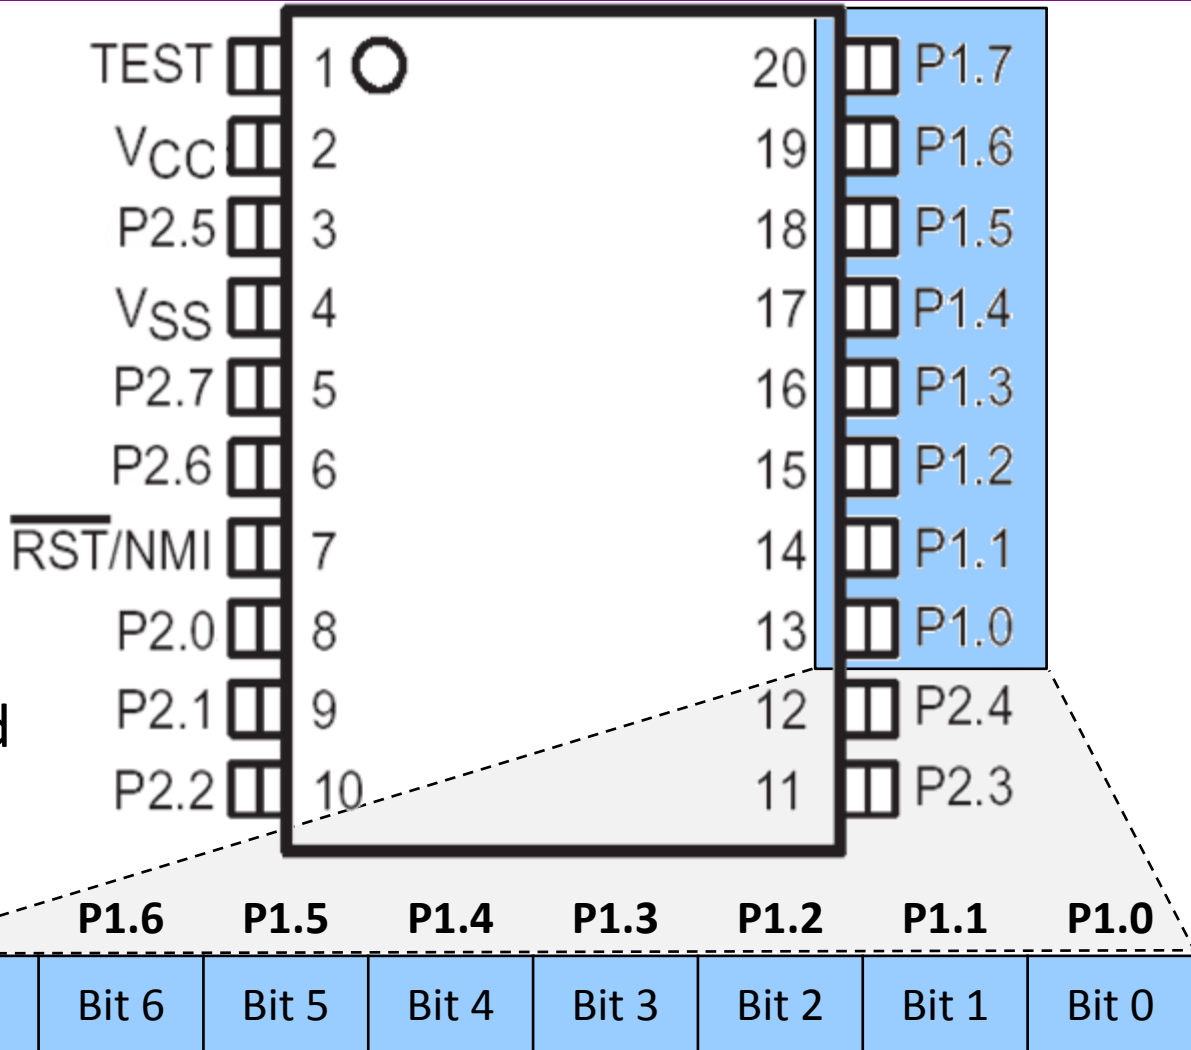 TEST 1 20 P1.7
VCC 2 19 P1.6
P2.5 3 18 P1.5
VSS 4 17 P1.4
P2.7 5 16 P1.3
P2.6 6 15 P1.2
RST/NMI 7 14 P1.1
P2.0 8 13 P1.0
P2.1 9 12 P2.4
P2.2 10 11 P2.3
P1.6 P1.5 P1.4 P1.3 P1.2 P1.1 P1.0
Bit 6 Bit 5 Bit 4 Bit 3 Bit 2 Bit 1 Bit 0